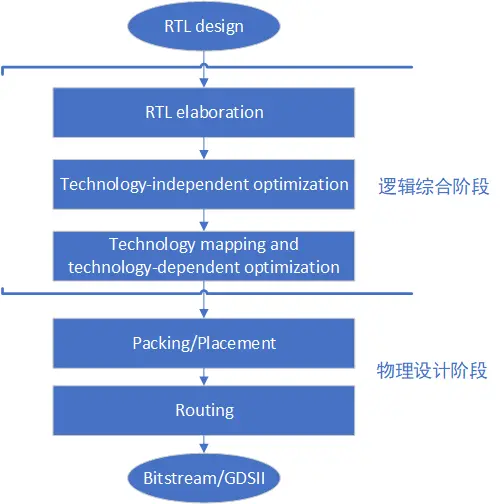 RTL design
RTL elaboration
Technology-independent optimization
逻辑综合阶段
Technology mapping and
technology-dependent optimization
Packing/Placement
物理设计阶段
Routing
Bitstream/GDSII